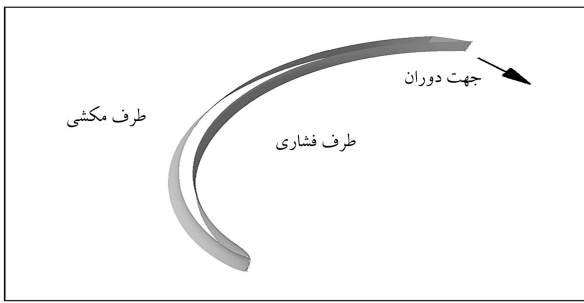 جهت دوران
طرف مکشی
طرف فشاری